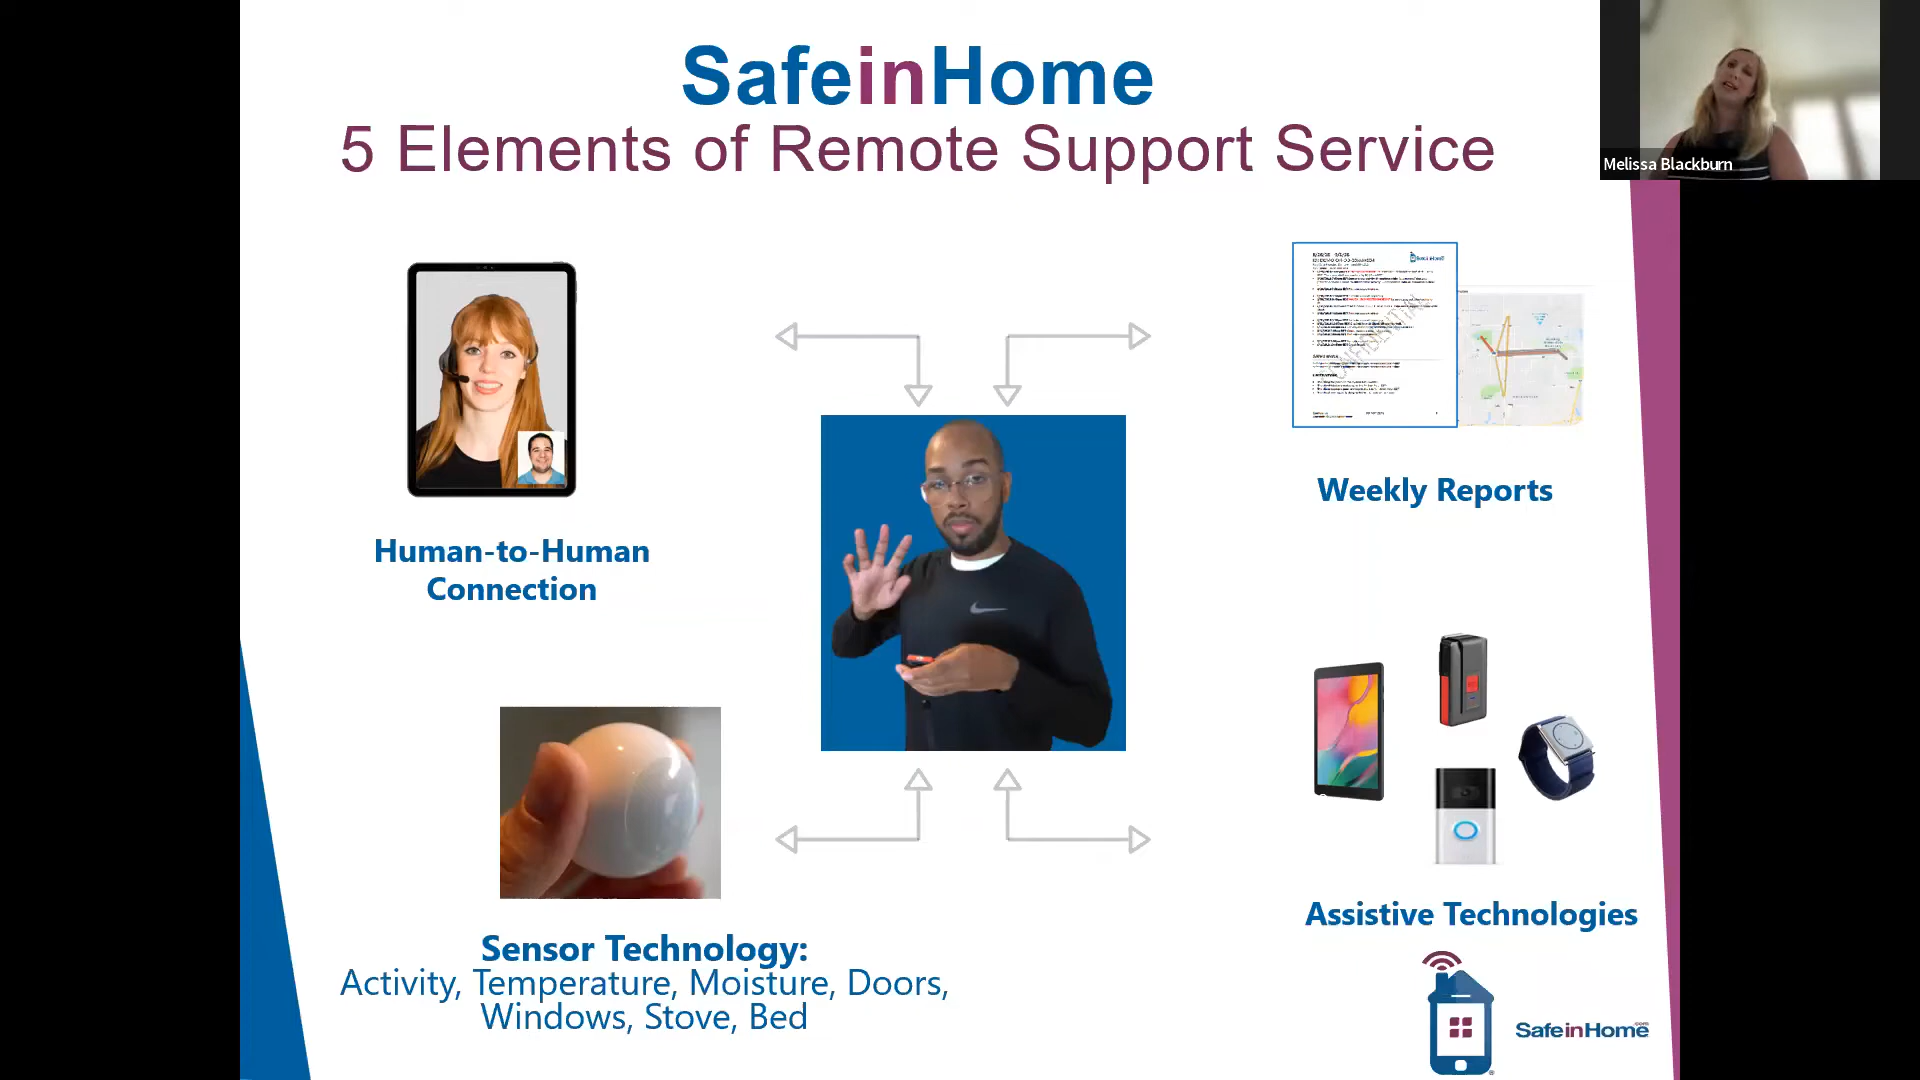 SafeinHome
5 Elements of Remote Support Service
Melissa Blackburn
Human-to-Human
Connection
Weekly Reports
Sensor Technology:
Activity, Temperature, Moisture, Doors,
Windows, Stove, Bed
Assistive Technologies
SafeinHome